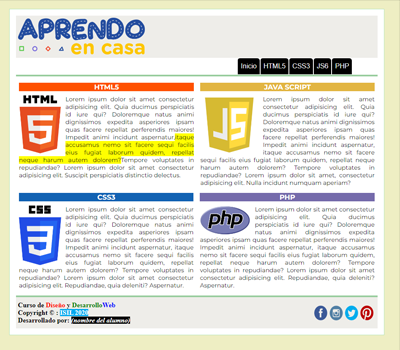 APRENDO
en casa
Inicio HTML5 CSS3 JS6 PHP
HTML5
HTML
5
Lorem ipsum dolor sit amet consectetur
adipisicing elit. Quia ducimus perspiciatis
id iure qui? Doloremque natus dolorum
animi dignissimos expedita asperiores ipsam
quas facere repellat perferendis maiores!
Impedit animi incidunt aspernatur,itaque
accusamus nemo sit facere sequi facilis
eius fugiat laborum quidem, repellat
neque harum autem dolorem?Tempore voluptates in
repudiandae? Lorem ipsum dolor sit amet consectetur
adipisicing elit. Suscipit perspiciatis distinctio delectus.
JAVA SCRIPT
JS
Lorem ipsum dolor sit amet
consectetur adipisicing elit. Quia
ducimus perspiciatis id iure qui?
Doloremque natus dolorum animi
dignissimos expedita asperiores
ipsam quas facere repellat
perferendis maiores! Impedit animi
incidunt aspernatur, itaque
accusamus nemo sit facere
sequi facilis eius fugiat laborum quidem, repellat neque
harum autem dolorem? Tempore voluptates in
repudiandae? Lorem ipsum dolor sit amet, consectetur
adipisicing elit. Nulla incidunt numquam aperiam?
CSS3
CSS
3
Lorem ipsum dolor sit amet consectetur
adipisicing elit. Quia ducimus perspiciatis
id iure qui? Doloremque natus dolorum
animi dignissimos expedita asperiores
ipsam quas facere repellat perferendis
maiores! Impedit animi incidunt
aspernatur, itaque accusamus nemo sit
facere sequi facilis eius fugiat laborum
quidem, repellat neque harum autem
dolorem? Tempore voluptates in
repudiandae? Lorem ipsum dolor sit amet consectetur
adipisicing elit. Repudiandae, quia deleniti? Aspernatur.
PHP
php
Lorem ipsum dolor sit amet consectetur
adipisicing elit. Quia ducimus
perspiciatis id iure qui? Doloremque
natus dolorum animi dignissimos
expedita asperiores ipsam quas facere
repellat perferendis maiores! Impedit
animi incidunt aspernatur, itaque accusamus nemo sit
facere sequi facilis eius fugiat laborum quidem, repellat
neque harum autem dolorem? Tempore voluptates in
repudiandae? Lorem ipsum dolor sit amet consectetur
adipisicing elit. Repudiandae, quia deleniti? Aspernatur.
Curso de Diseño y DesarrolloWeb
Copyright © : ISIL 2020
Desarrollado por: (nombre del alumno)